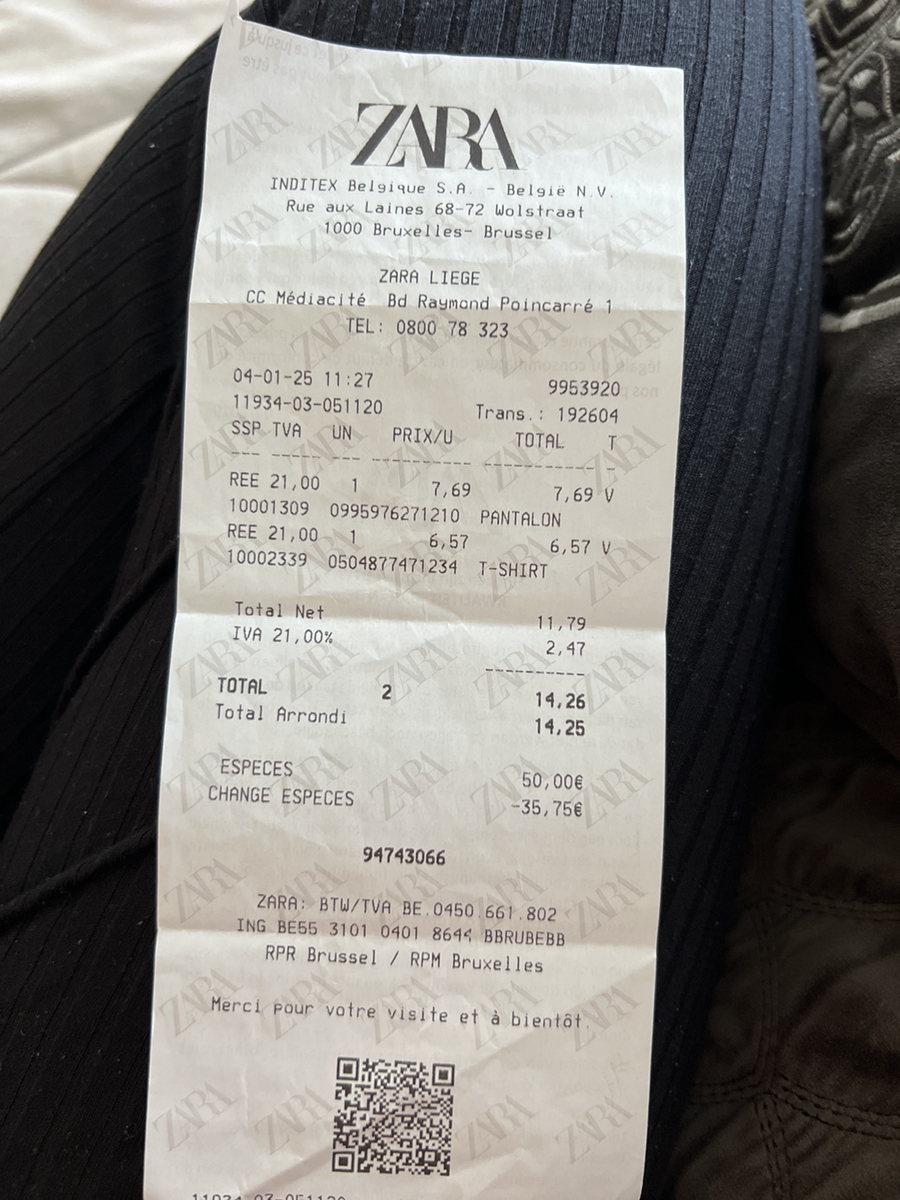 ZARA
INDITEX Belgique S.A. - België N.V.
Rue aux Laines 68-72 Wolstraat
1000 Bruxelles- Brussel
ZARA LIEGE
CC Médiacité Bd Raymond Poincarré 1
TEL: 0800 78 323
04-01-25 11:27 9953920
11934-03-051120 Trans.: 192604
SSP TVA UN PRIX/U TOTAL T
--- ----- --- ---------- ----------- -
REE 21,00 1 7,69 7,69 V
10001309 0995976271210 PANTALON
REE 21,00 1 6,57 6,57 V
10002339 0504877471234 T-SHIRT
Total Net 11,79
IVA 21,00% 2,47
----------
TOTAL 2 14,26
Total Arrondi 14,25
ESPECES 50,00€
CHANGE ESPECES -35,75€
94743066
ZARA: BTW/TVA BE.0450.661.802
ING BE55 3101 0401 8644 BBRUBEBB
RPR Brussel / RPM Bruxelles
Merci pour votre visite et à bientôt.
11934-03-051120